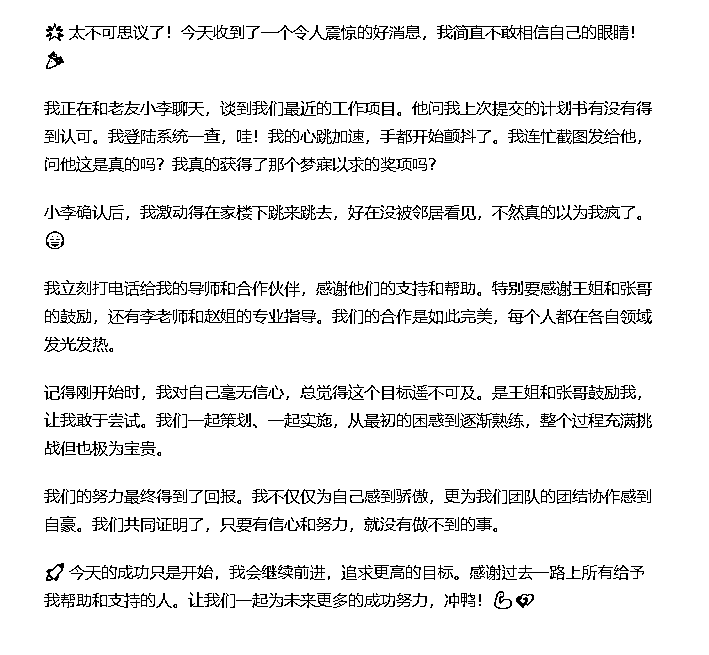 🌟 太不可思议了！今天收到了一个令人震惊的好消息，我简直不敢相信自己的眼睛！
🎉
我正在和老友小李聊天，谈到我们最近的工作项目。他问我上次提交的计划书有没有得
到认可。我登陆系统一查，哇！我的心跳加速，手都开始颤抖了。我连忙截图发给他，
问他这是真的吗？我真的获得了那个梦寐以求的奖项吗？
小李确认后，我激动得在家楼下跳来跳去，好在没被邻居看见，不然真的以为我疯了。
😅
我立刻打电话给我的导师和合作伙伴，感谢他们的支持和帮助。特别要感谢王姐和张哥
的鼓励，还有李老师和赵姐的专业指导。我们的合作是如此完美，每个人都在各自领域
发光发热。
记得刚开始时，我对自己毫无信心，总觉得这个目标遥不可及。是王姐和张哥鼓励我，
让我敢于尝试。我们一起策划、一起实施，从最初的困惑到逐渐熟练，整个过程充满挑
战但也极为宝贵。
我们的努力最终得到了回报。我不仅仅为自己感到骄傲，更为我们团队的团结协作感到
自豪。我们共同证明了，只要有信心和努力，就没有做不到的事。
🚀 今天的成功只是开始，我会继续前进，追求更高的目标。感谢过去一路上所有给予
我帮助和支持的人。让我们一起为未来更多的成功努力，冲鸭！💪💖